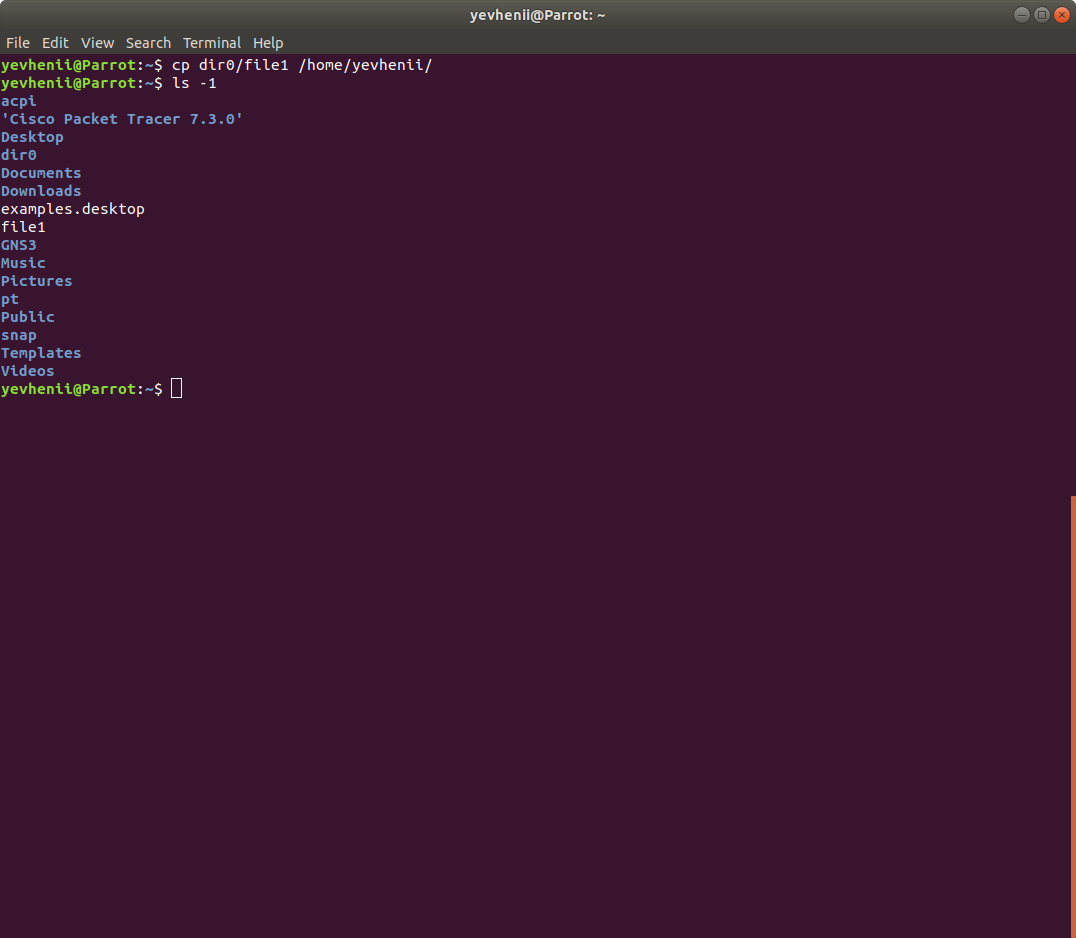 yevhenii@Parrot: ~
File Edit View Search Terminal Help
yevhenii@Parrot:~$ cp dir0/file1 /home/yevhenii/
yevhenii@Parrot:~$ ls -1
acpi
'Cisco Packet Tracer 7.3.0'
Desktop
dir0
Documents
Downloads
examples.desktop
file1
GNS3
Music
Pictures
pt
Public
snap
Templates
Videos
yevhenii@Parrot:~$